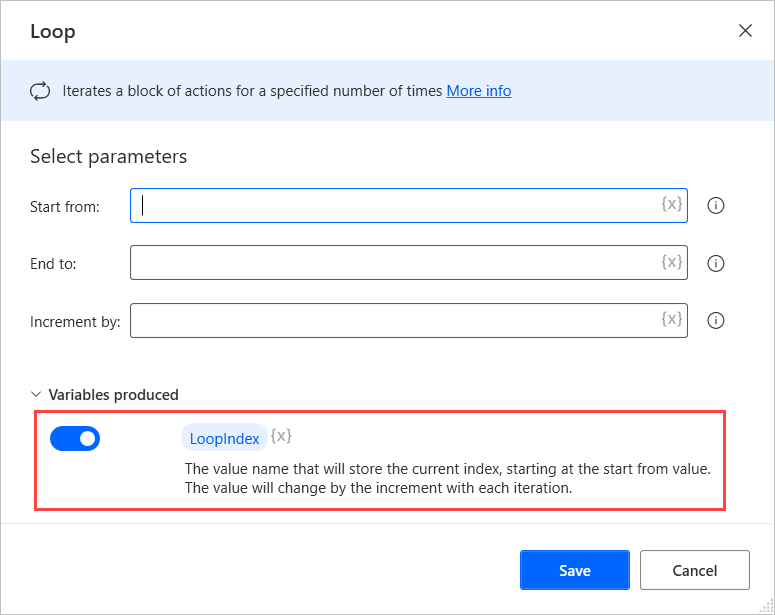 Loop
Iterates a block of actions for a specified number of times More info
Select parameters
Start from: {x}
End to: {x}
Increment by: {x}
Variables produced
LoopIndex {x}
The value name that will store the current index, starting at the start from value.
The value will change by the increment with each iteration.
Save Cancel